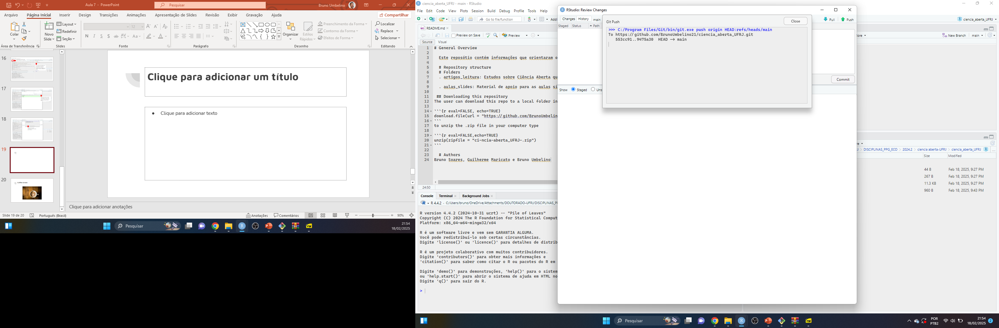 Aula 7 - PowerPoint
Pesquisar
Bruno Umbelino
Arquivo Página Inicial Inserir Design Transições Animações Apresentação de Slides Revisão Exibir Gravação Ajuda
Compartilhar
Colar
Novo
Slide
Layout
Redefinir
Seção
12
N I S S ab AV Aa A
Organizar
Estilos
Rápidos
Preenchimento da Forma
Contorno da Forma
Efeitos de Forma
Localizar
Replace
Selecionar
Área de Transferência Slides Fonte Parágrafo Desenho Editando
16
17
18
19
20
Coffee break
Clique para adicionar um título
Clique para adicionar texto
Clique para adicionar anotações
Slide 19 de 20 Português (Brasil) Anotações Comentários 90%
Pesquisar
21:54
18/02/2025
ciencia_aberta_UFRJ - main - RStudio
File Edit Code View Plots Session Build Debug Profile Tools Help
Go to file/function
Addi
ciencia_aberta_UFRJ
README.md
Preview on Save
Preview
Source Visual
1 # General Overview
2
3 Este reposótio contém informações que orientaram o
4
5 # Repository structure
6 # Folders
7 . artigos_leitura: Estudos sobre Ciência Aberta qu
8
9 . aulas_slides: Material de apoio para as aulas si
10
11 ## Downloading this repository
12 The user can download this repo to a local folder in
13
14 ```{r eval=FALSE, echo=TRUE}
15 download.file(url = "https://github.com/BrunoUmbelin
16 ```
17 to unzip the .zip file in your computer type
18
19 ```{r eval=FALSE,echo=TRUE}
20 unzip(zipfile = "ci-ncia-aberta_UFRJ-.zip")
21 ```
22
23 # Authors
24 Bruno Soares, Guilherme Maricato e Bruno Umbelino
24:50
Console Terminal Background Jobs
R 4.4.2 · C:/Users/bruno/OneDrive/Attachments/DOUTORADO-UFRJ/DISCIPLINAS_PP
R version 4.4.2 (2024-10-31 ucrt) -- "Pile of Leaves"
Copyright (C) 2024 The R Foundation for Statistical Comput
Platform: x86_64-w64-mingw32/x64
R é um software livre e vem sem GARANTIA ALGUMA.
Você pode redistribuí-lo sob certas circunstâncias.
Digite 'license()' ou 'licence()' para detalhes de distrib
R é um projeto colaborativo com muitos contribuidores.
Digite 'contributors()' para obter mais informações e
'citation()' para saber como citar o R ou pacotes do R em
Digite 'demo()' para demonstrações, 'help()' para o sistem
ou 'help.start()' para abrir o sistema de ajuda em HTML no
Digite 'q()' para sair do R.
>
RStudio: Review Changes
Changes History main
Pull Push
Staged Status Path
Git Push
Close
>>> C:/Program Files/Git/bin/git.exe push origin HEAD:refs/heads/main
To https://github.com/BrunoUmbelino21/ciencia_aberta_UFRJ.git
553cc91..9475a30 HEAD -> main
Commit
Show Staged Uns
ore
New Branch main
re
DISCIPLINAS_PPG_ECO 2024.2 ciencia aberta-UFRJ ciencia_aberta_UFRJ
Size Modified
44 B Feb 18, 2025, 9:27 PM
267 B Feb 18, 2025, 9:27 PM
11.3 KB Feb 18, 2025, 9:27 PM
960 B Feb 18, 2025, 9:43 PM
Pesquisar
POR
PTB2
21:54
18/02/2025
2